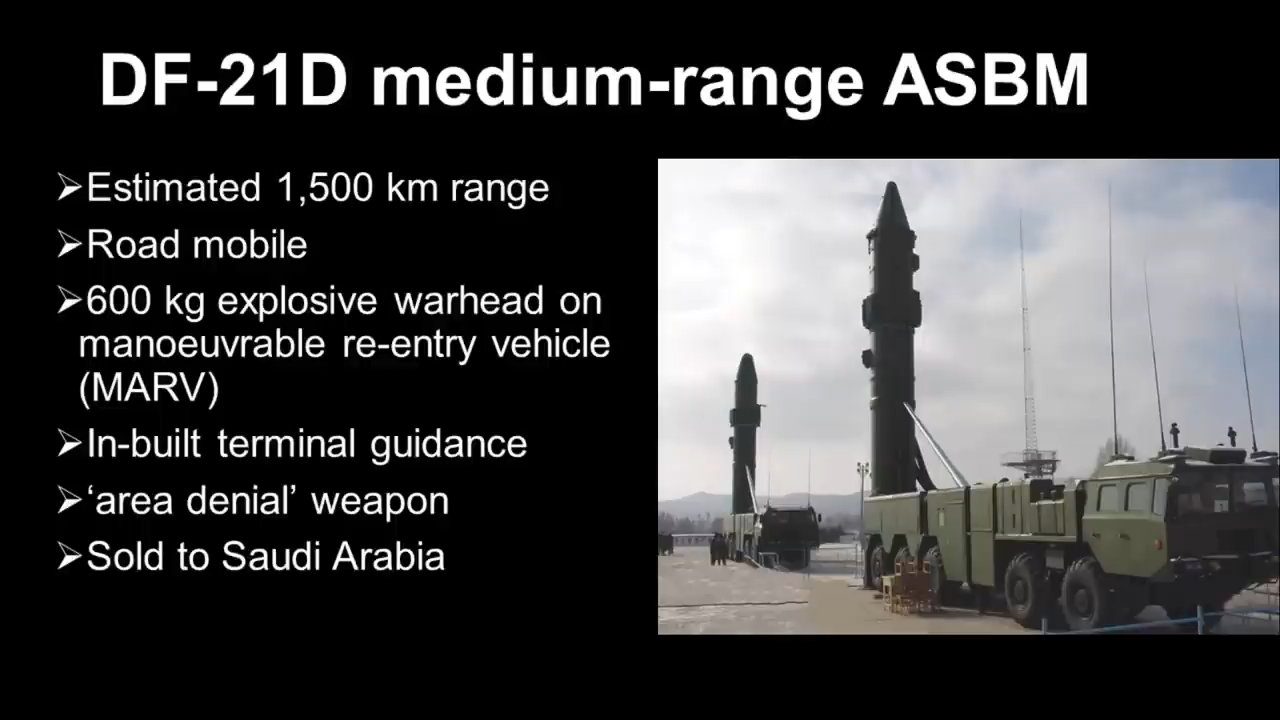 DF-21D medium-range ASBM
➢Estimated 1,500 km range
➢Road mobile
➢600 kg explosive warhead on
manoeuvrable re-entry vehicle
(MARV)
➢In-built terminal guidance
➢‘area denial’ weapon
➢Sold to Saudi Arabia